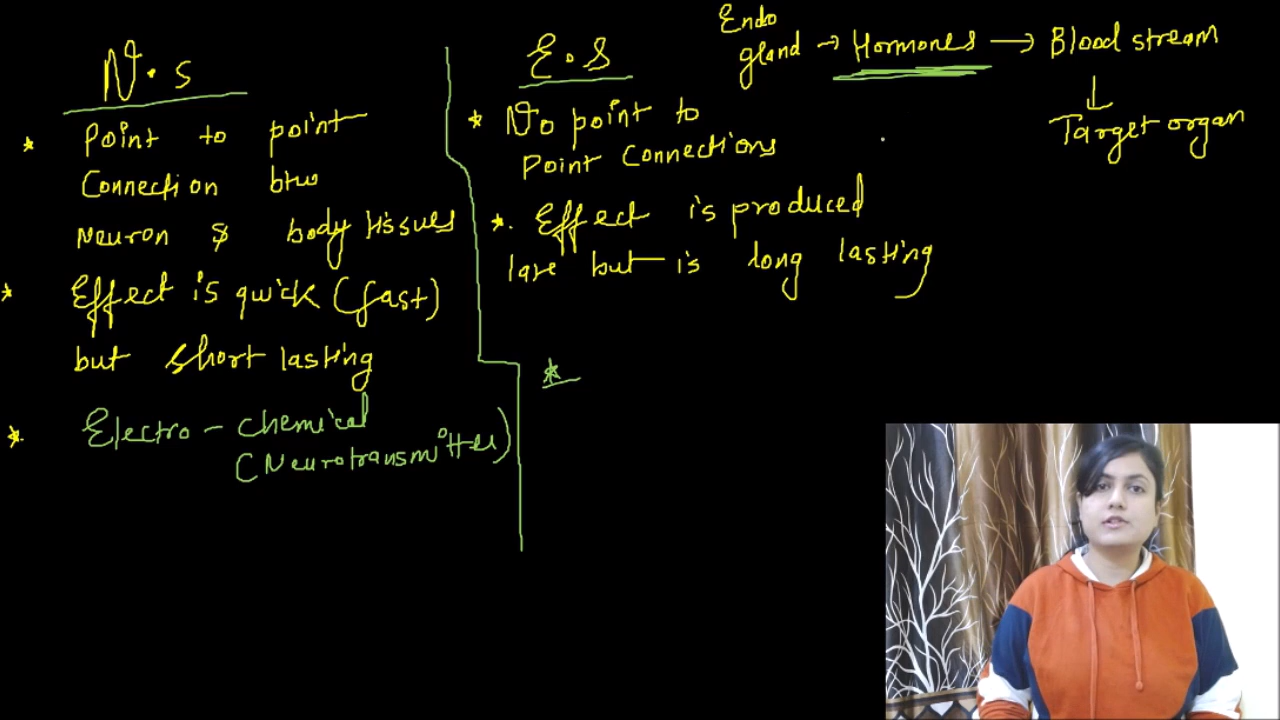 N.s
* Point to point
Connection btw
Neuron & body tissues
* Effect is quick (fast)
but short lasting
* Electro-chemical
(Neurotransmitter)
E.S
* No point to
Point Connections
*. Effect is produced
late but is long lasting
*
Endo
gland → Hormones → Blood stream
↓
Target organ